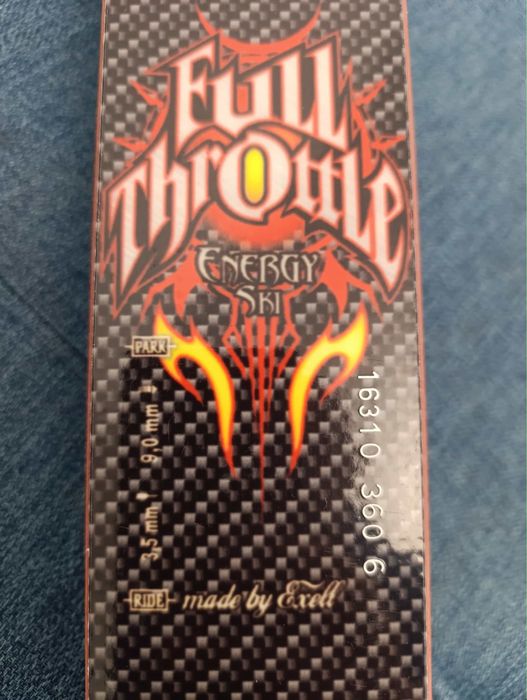 Full
Throttle
ENERGY
SKI
PARK
9,0 mm
3,5 mm
16310 360 6
RIDE
made by Exell